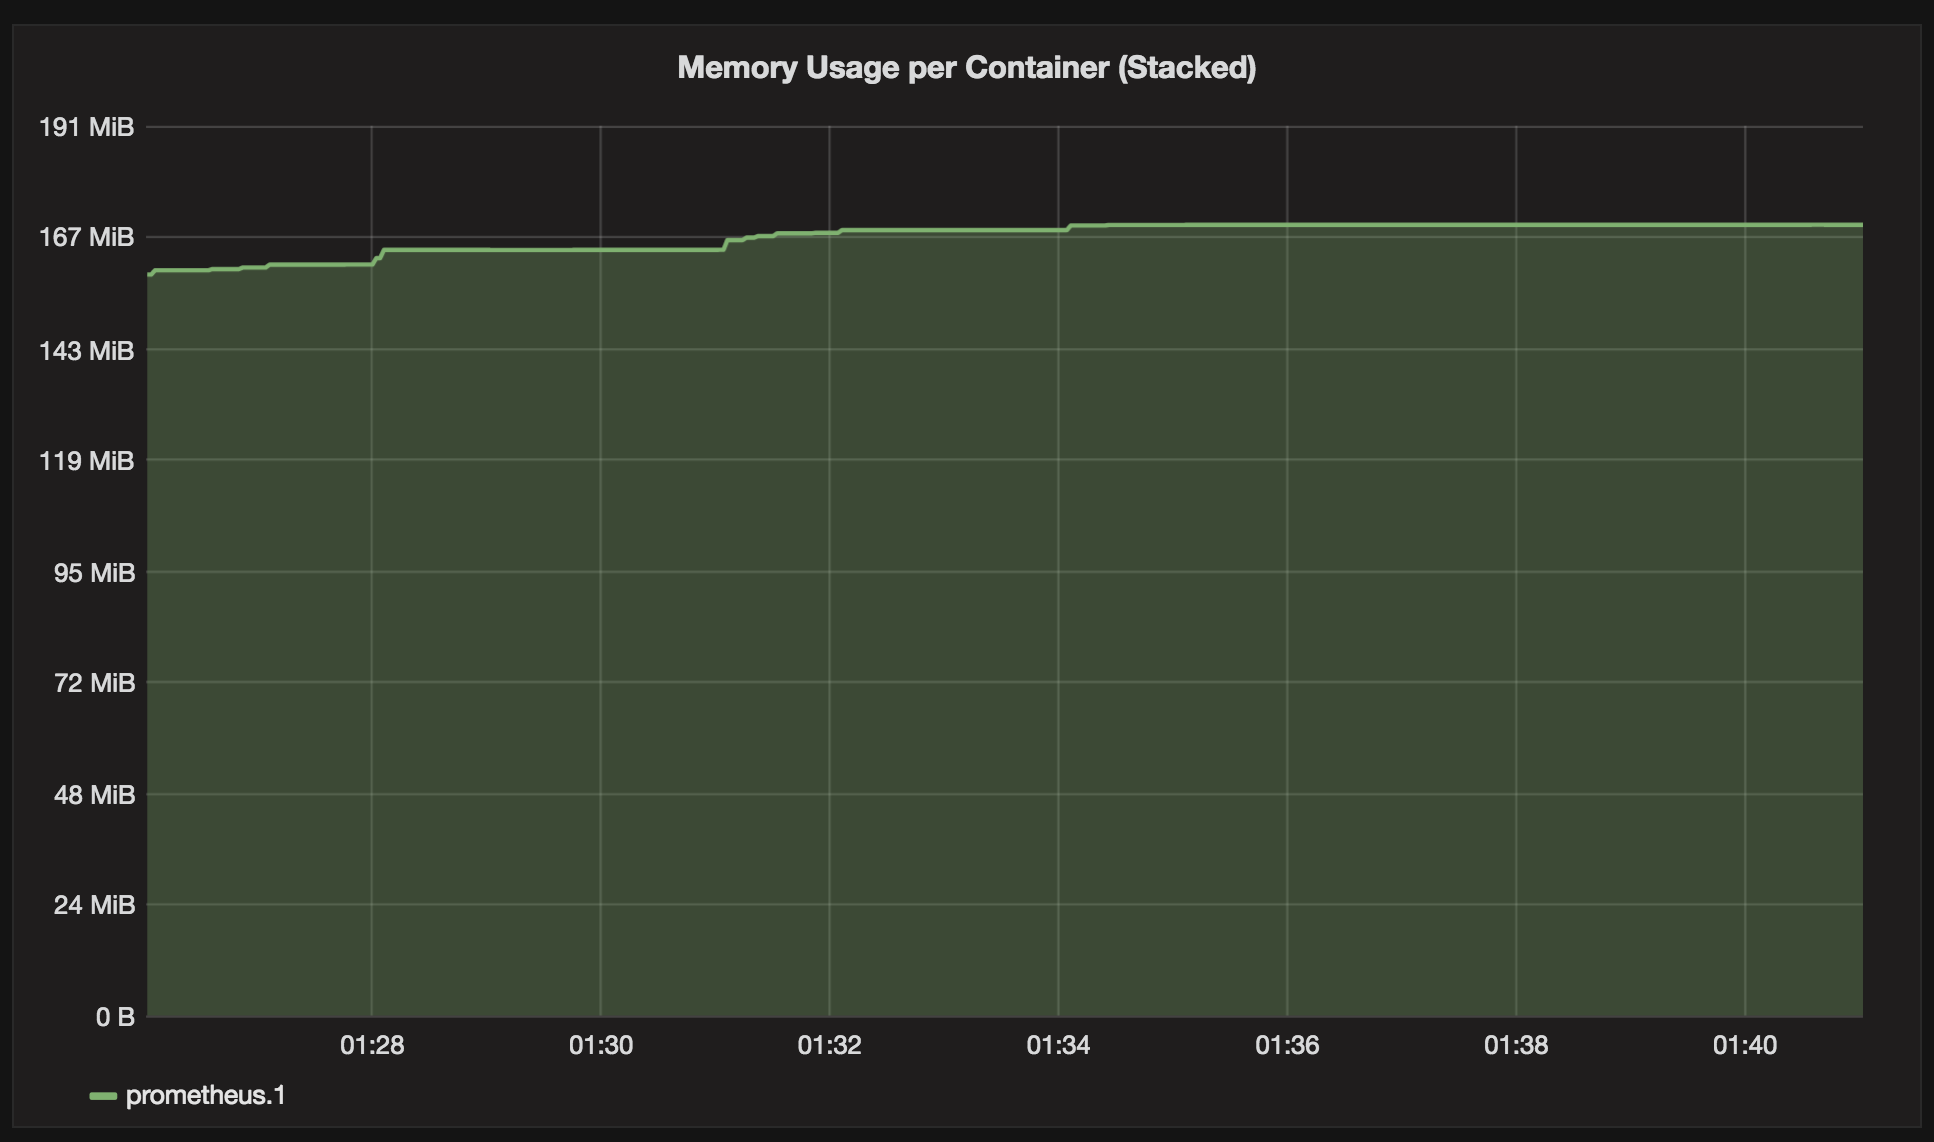 Memory Usage per Container (Stacked)
191 MiB
167 MiB
143 MiB
119 MiB
95 MiB
72 MiB
48 MiB
24 MiB
0 B
01:28 01:30 01:32 01:34 01:36 01:38 01:40
prometheus.1